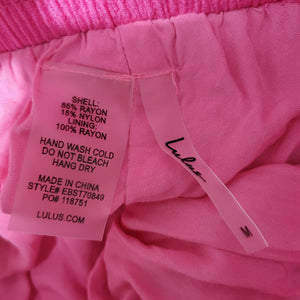 SHELL:
85% RAYON
15% NYLON
LINING:
100% RAYON
HAND WASH COLD
DO NOT BLEACH
HANG DRY
MADE IN CHINA
STYLE# EBST70849
PO# 118751
LULUS.COM
Lulus
M